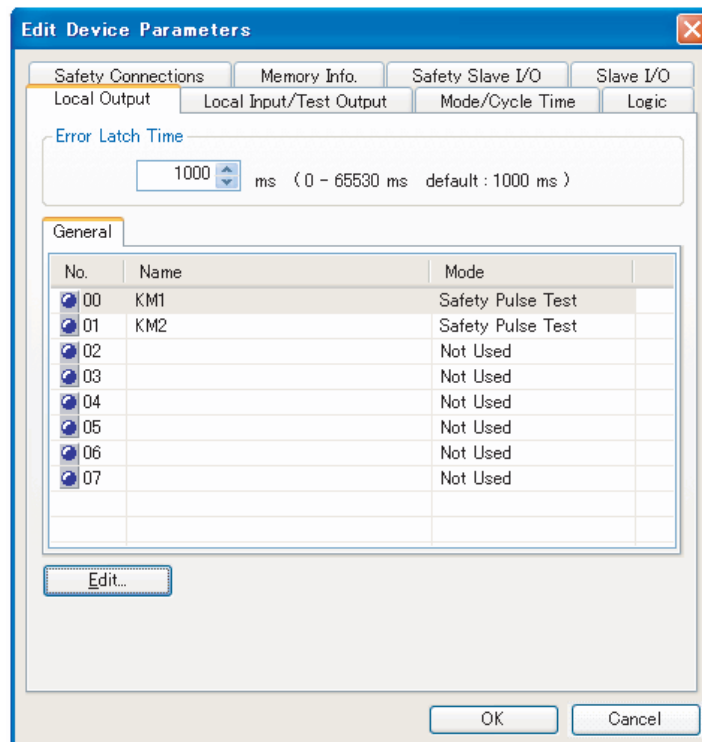 Edit Device Parameters
Safety Connections Memory Info. Safety Slave I/O Slave I/O
Local Output Local Input/Test Output Mode/Cycle Time Logic
Error Latch Time
1000 ms ( 0 - 65530 ms default : 1000 ms )
General
No. Name Mode
00 KM1 Safety Pulse Test
01 KM2 Safety Pulse Test
02 Not Used
03 Not Used
04 Not Used
05 Not Used
06 Not Used
07 Not Used
Edit...
OK Cancel